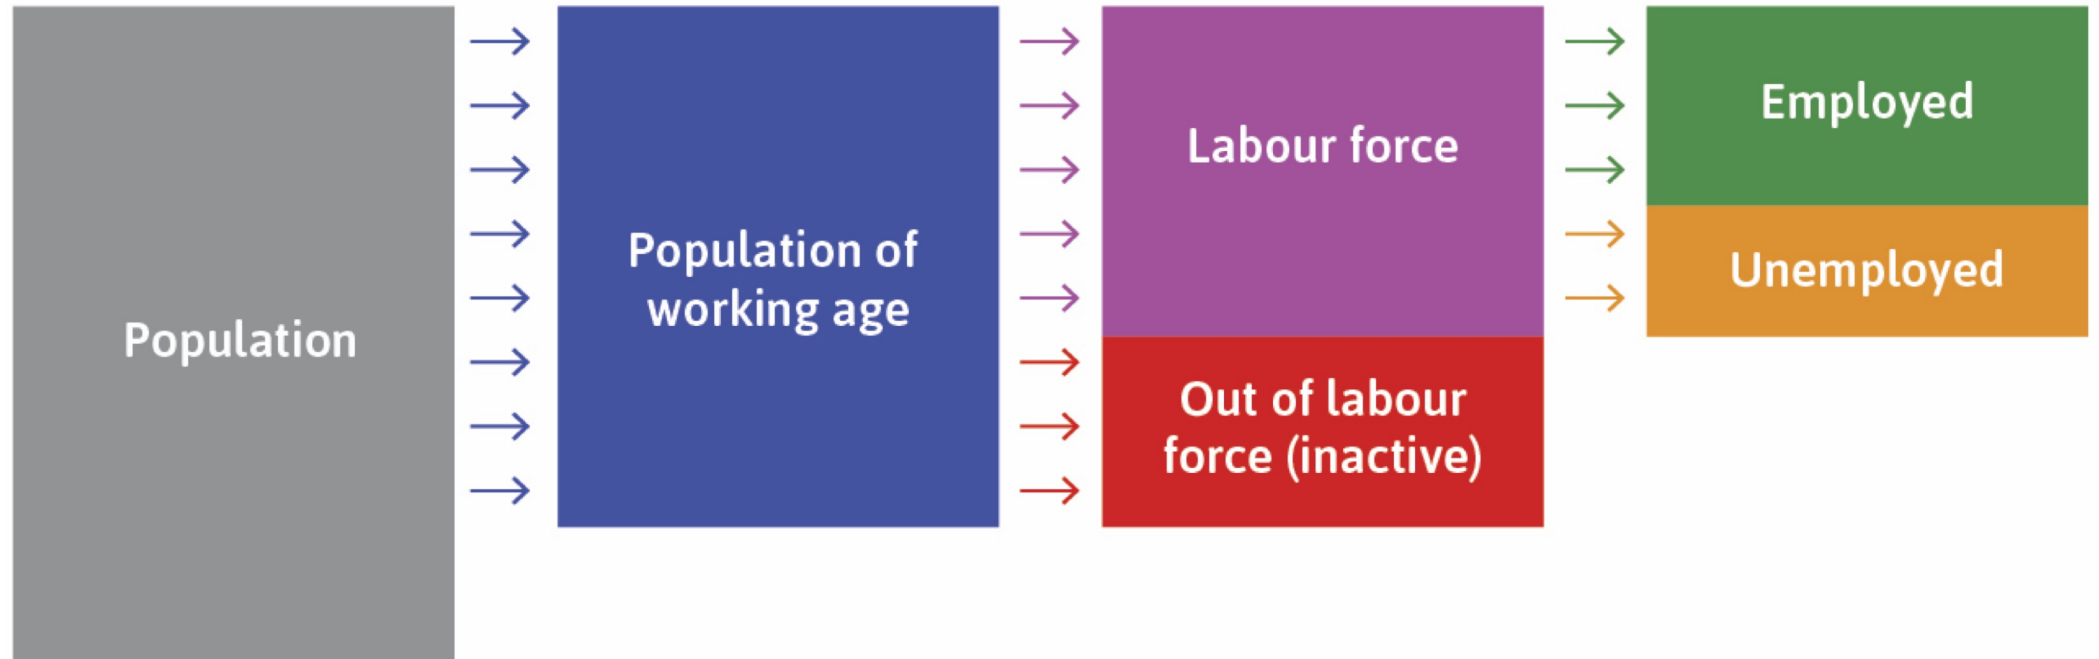 Population
Population of
working age
Labour force
Out of labour
force (inactive)
Employed
Unemployed